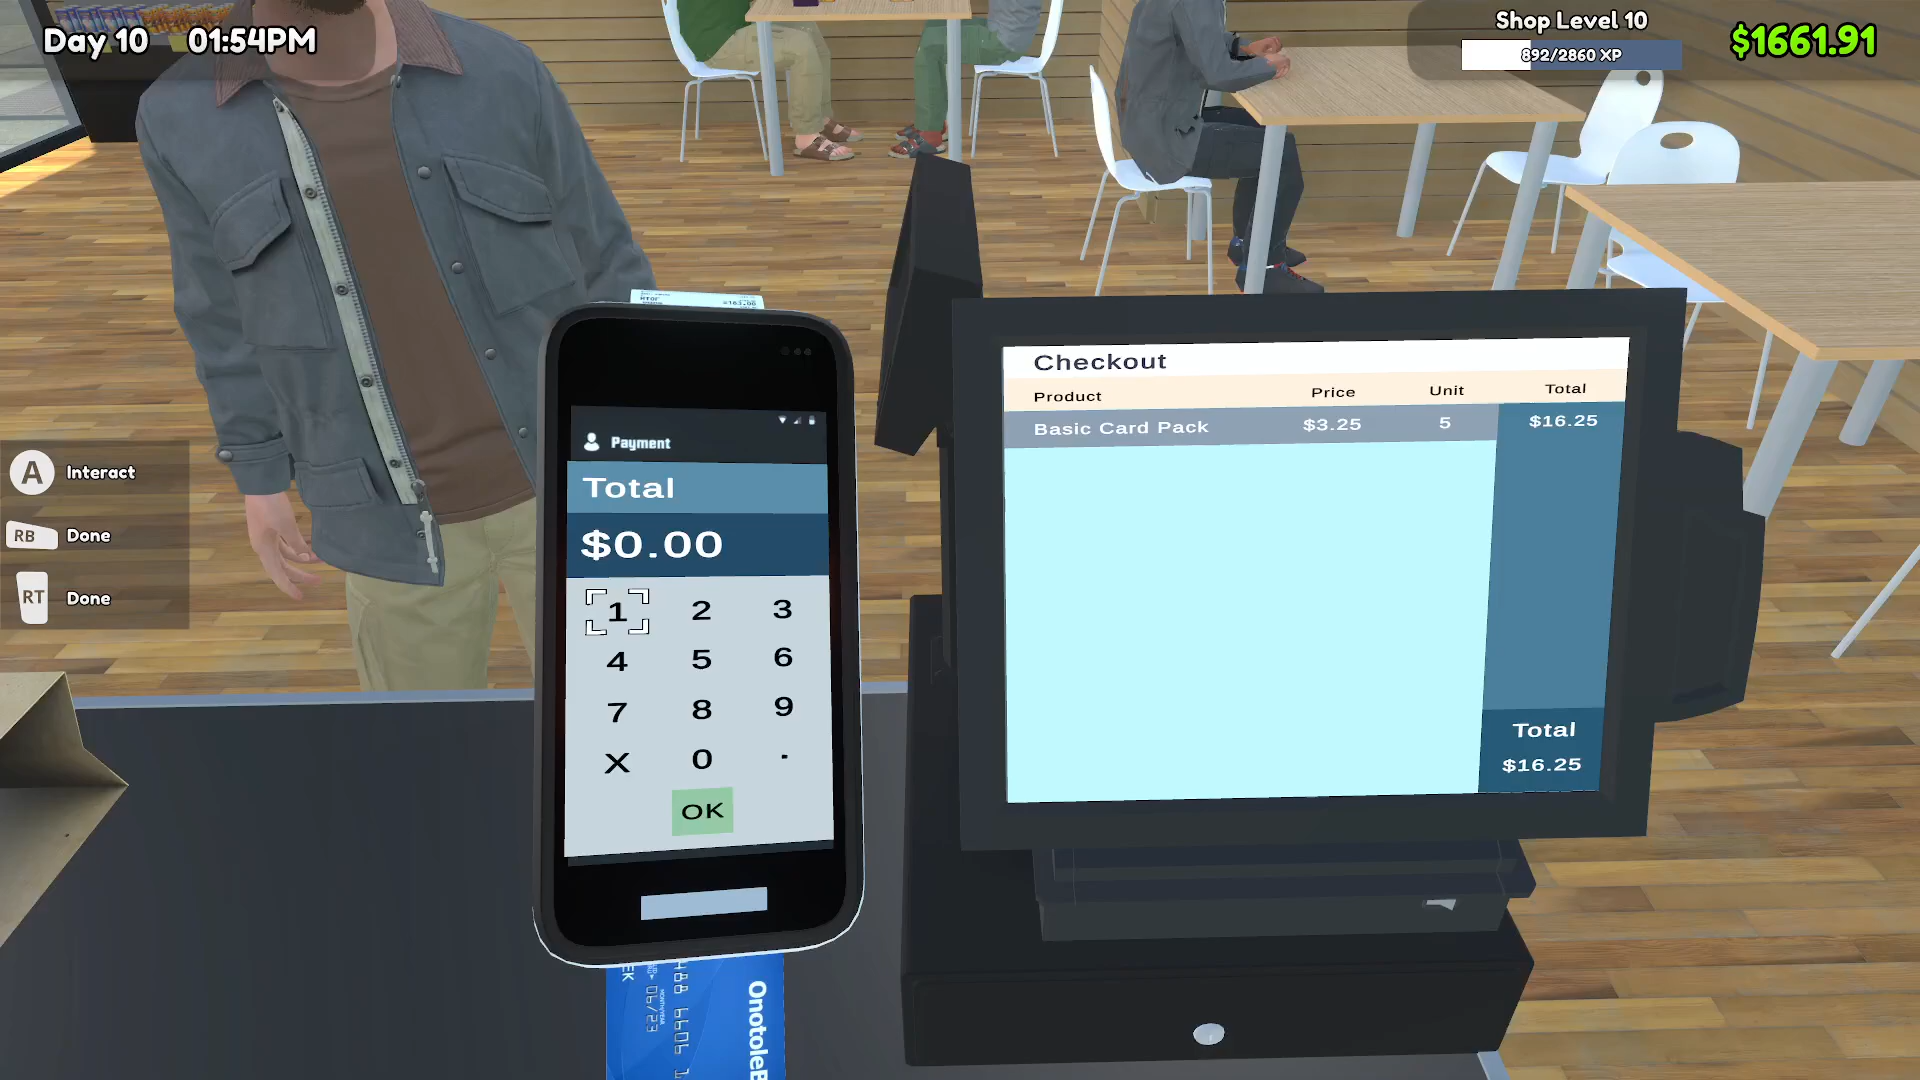 Day 10 01:54PM
Shop Level 10
892/2860 XP
$1661.91
A Interact
RB Done
RT Done
Payment
Total
$0.00
1 2 3
4 5 6
7 8 9
X 0 .
OK
Checkout
Product Price Unit Total
Basic Card Pack $3.25 5 $16.25
Total
$16.25
06/23